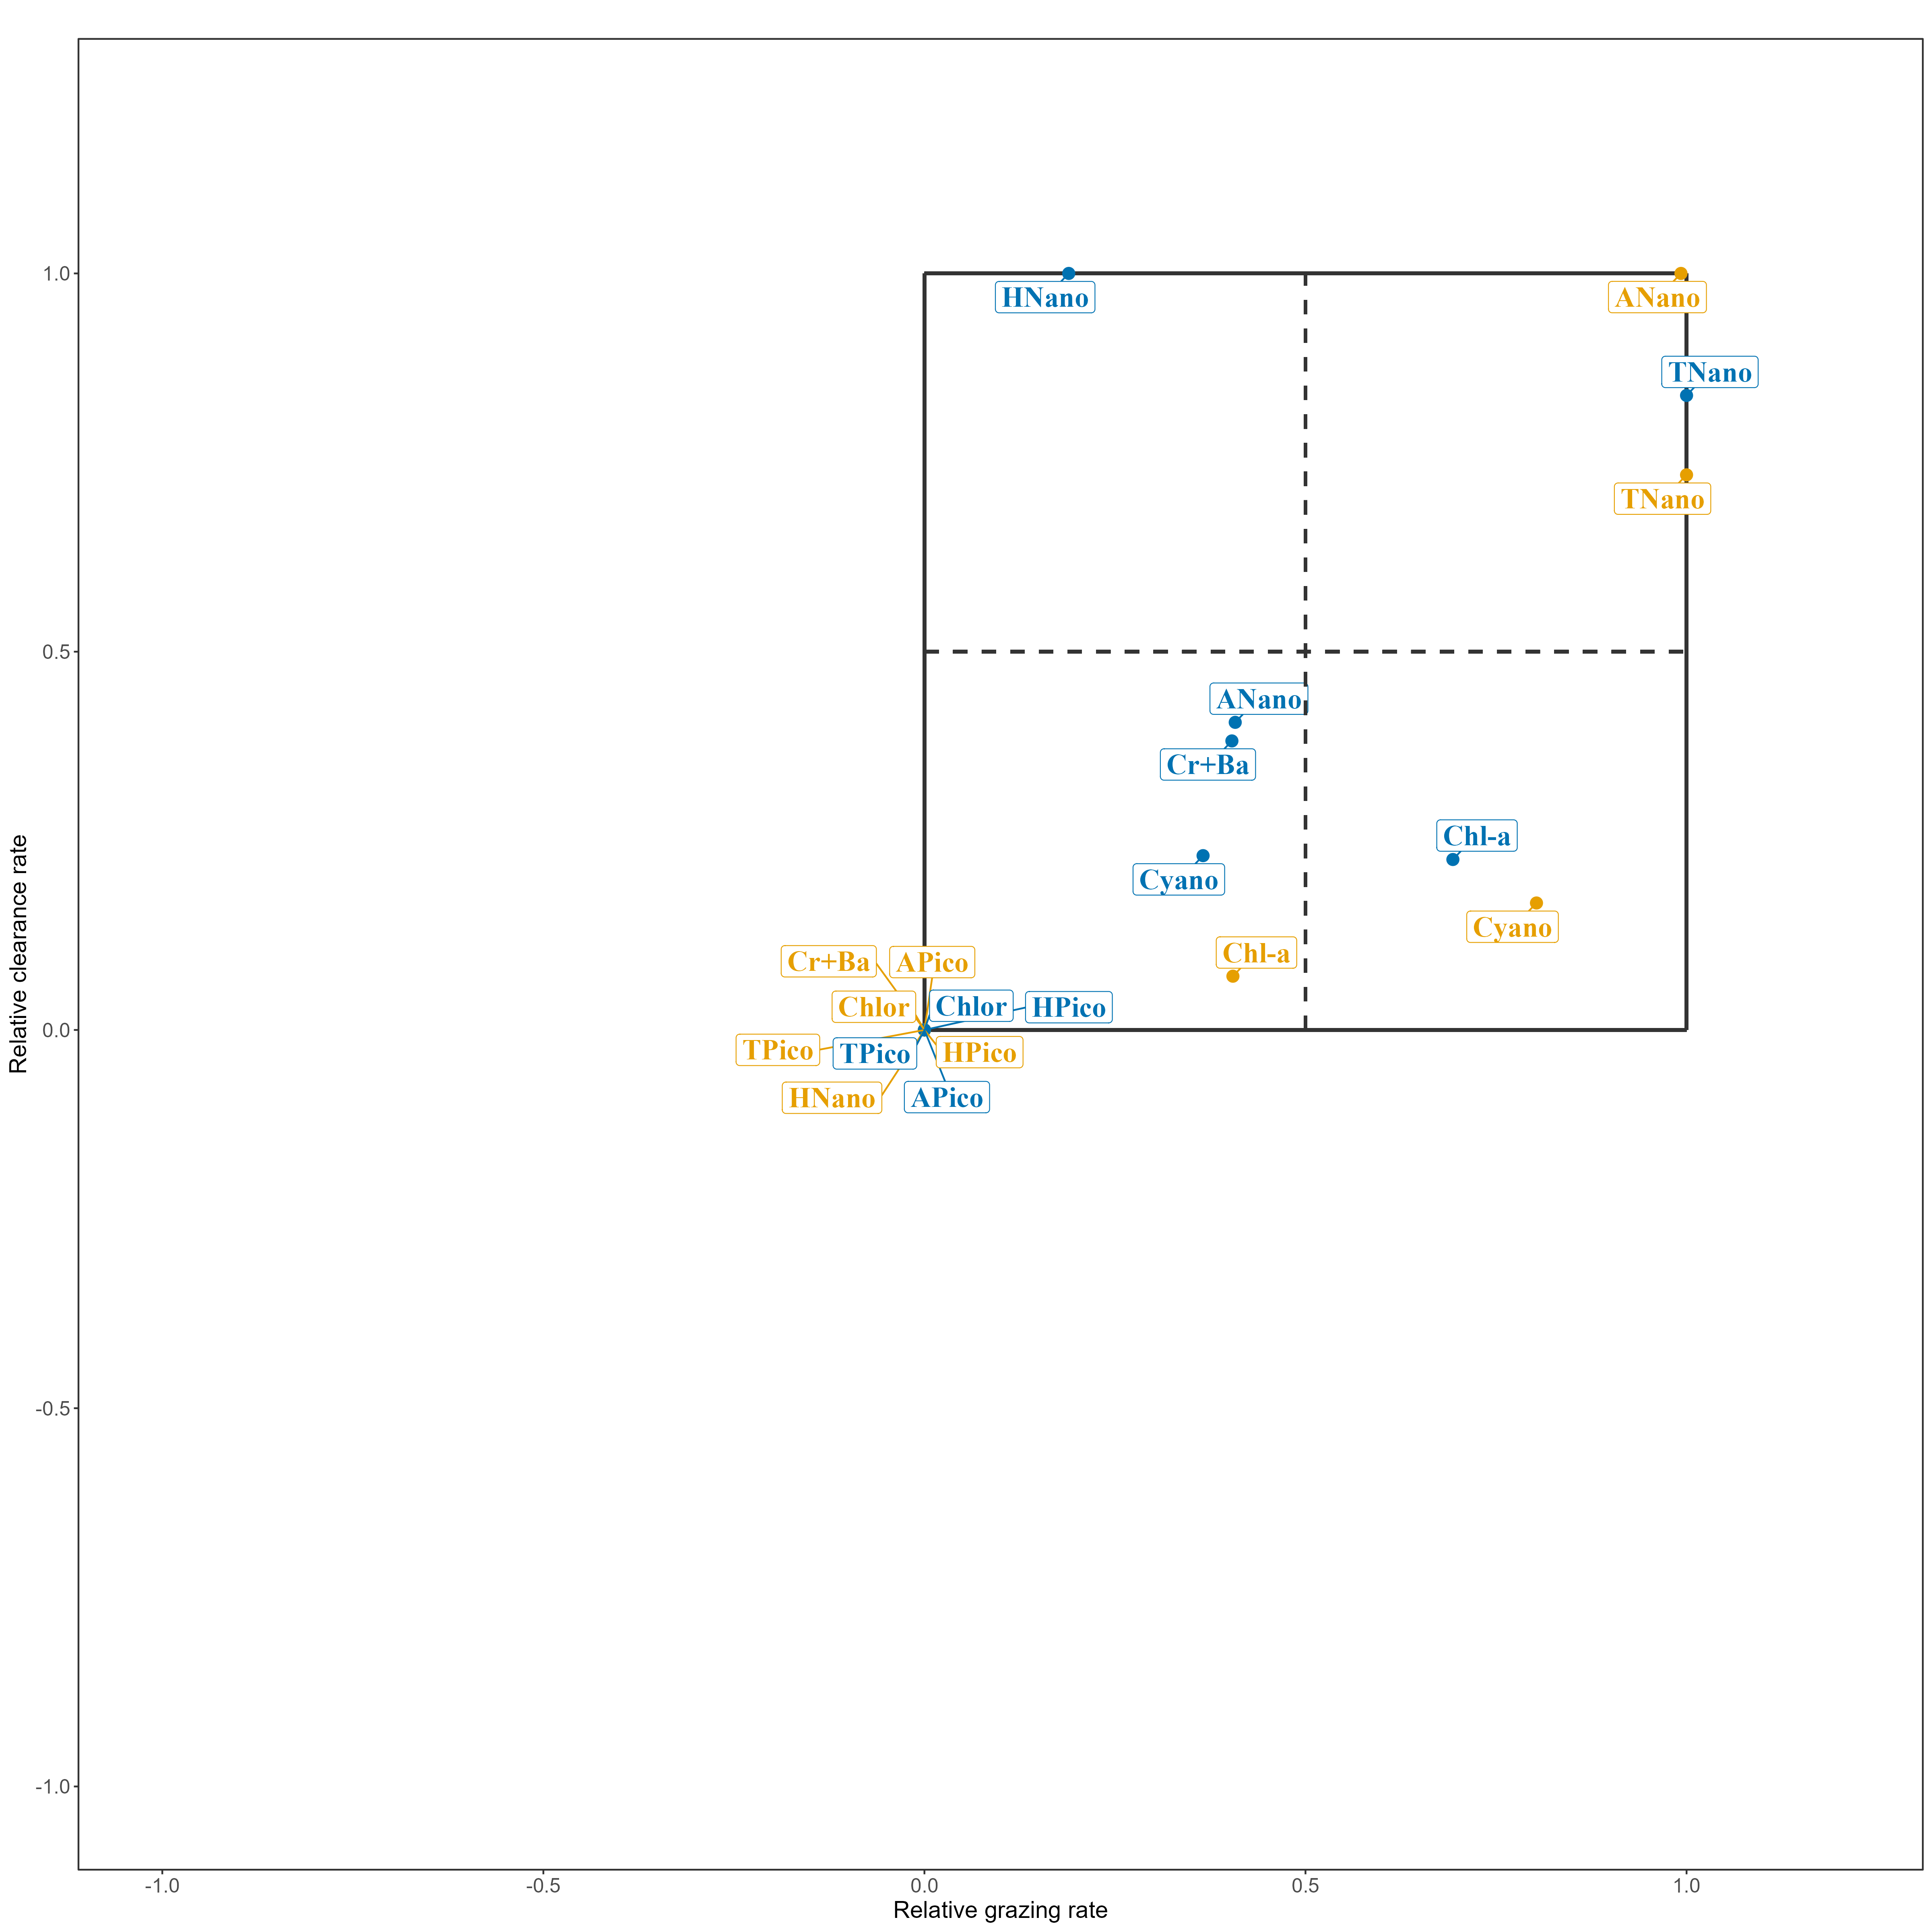 1.0
HNano
ANano
TNano
TNano
0.5
ANano
Cr+Ba
Chl-a
Cyano
Cyano
Chl-a
Cr+Ba
APico
Chlor
Chlor
HPico
0.0
TPico
TPico
HPico
HNano
APico
-0.5
-1.0
Relative clearance rate
-1.0
-0.5
0.0
0.5
1.0
Relative grazing rate